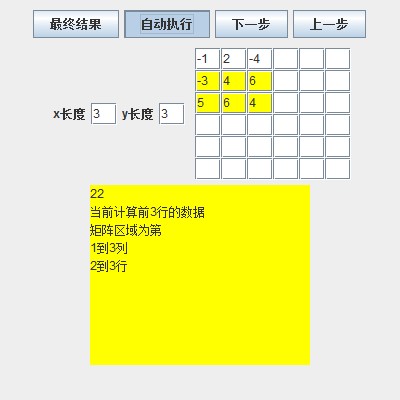 最终结果 自动执行 下一步 上一步
-1 2 -4
-3 4 6
5 6 4
x长度 3 y长度 3
22
当前计算前3行的数据
矩阵区域为第
1到3列
2到3行